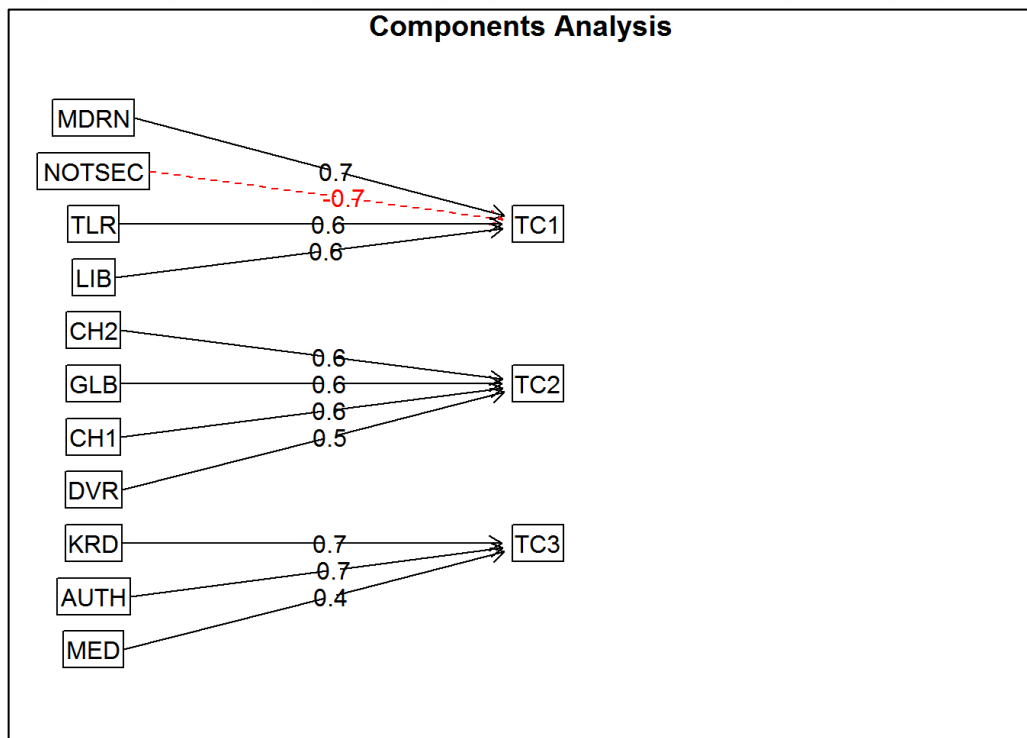 Components Analysis
MDRN
NOTSEC
0.7
-0.7
TLR
0.6
TC1
LIB
0.6
CH2
0.6
GLB
0.6
TC2
CH1
0.6
DVR
0.5
KRD
0.7
TC3
AUTH
0.7
MED
0.4